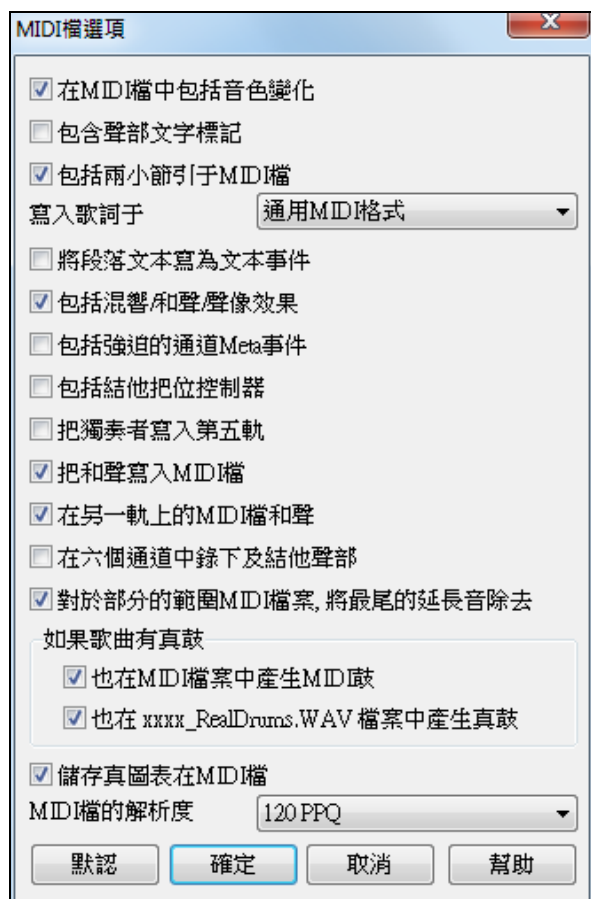 MIDI檔選項
在MIDI檔中包括音色變化
包含聲部文字標記
包括兩小節引于MIDI檔
寫入歌詞于 通用MIDI格式
將段落文本寫為文本事件
包括混響/和聲/聲像效果
包括強迫的通道Meta事件
包括結他把位控制器
把獨奏者寫入第五軌
把和聲寫入MIDI檔
在另一軌上的MIDI檔和聲
在六個通道中錄下及結他聲部
對於部分的範圍MIDI檔案, 將最尾的延長音除去
如果歌曲有真鼓
也在MIDI檔案中產生MIDI鼓
也在 xxxx_RealDrums.WAV 檔案中產生真鼓
儲存真圖表在MIDI檔
MIDI檔的解析度 120 PPQ
默認 確定 取消 幫助